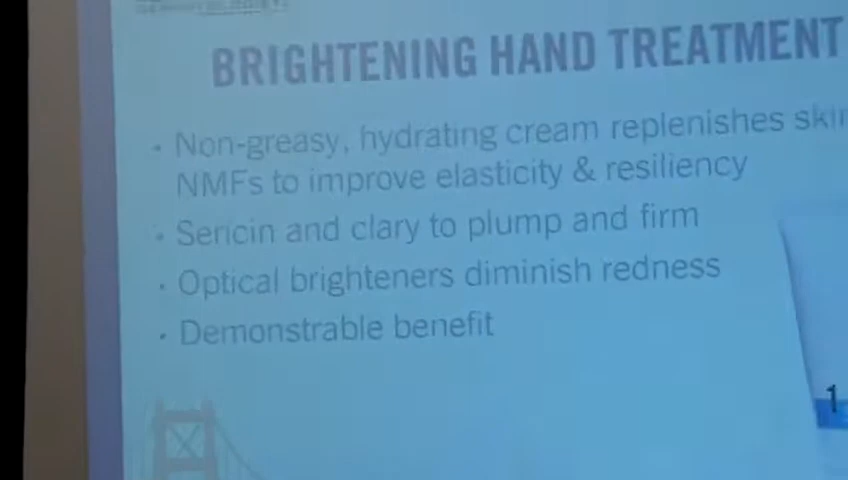 BRIGHTENING HAND TREATMENT
• Non-greasy, hydrating cream replenishes skin
NMFs to improve elasticity & resiliency
• Sericin and clary to plump and firm
• Optical brighteners diminish redness
• Demonstrable benefit
1